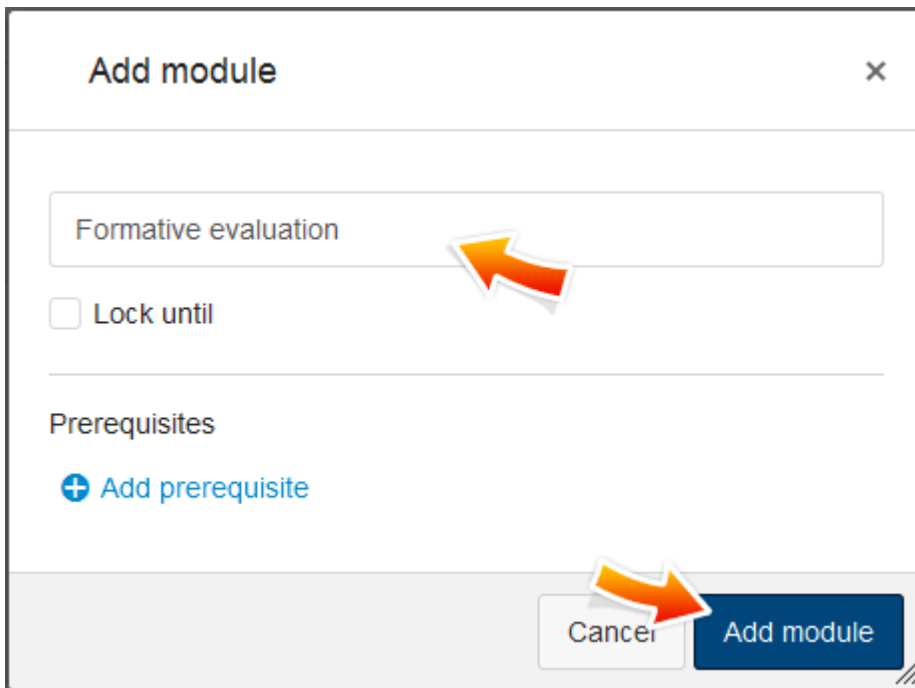 Add module
Formative evaluation
Lock until
Prerequisites
Add prerequisite
Cancel Add module